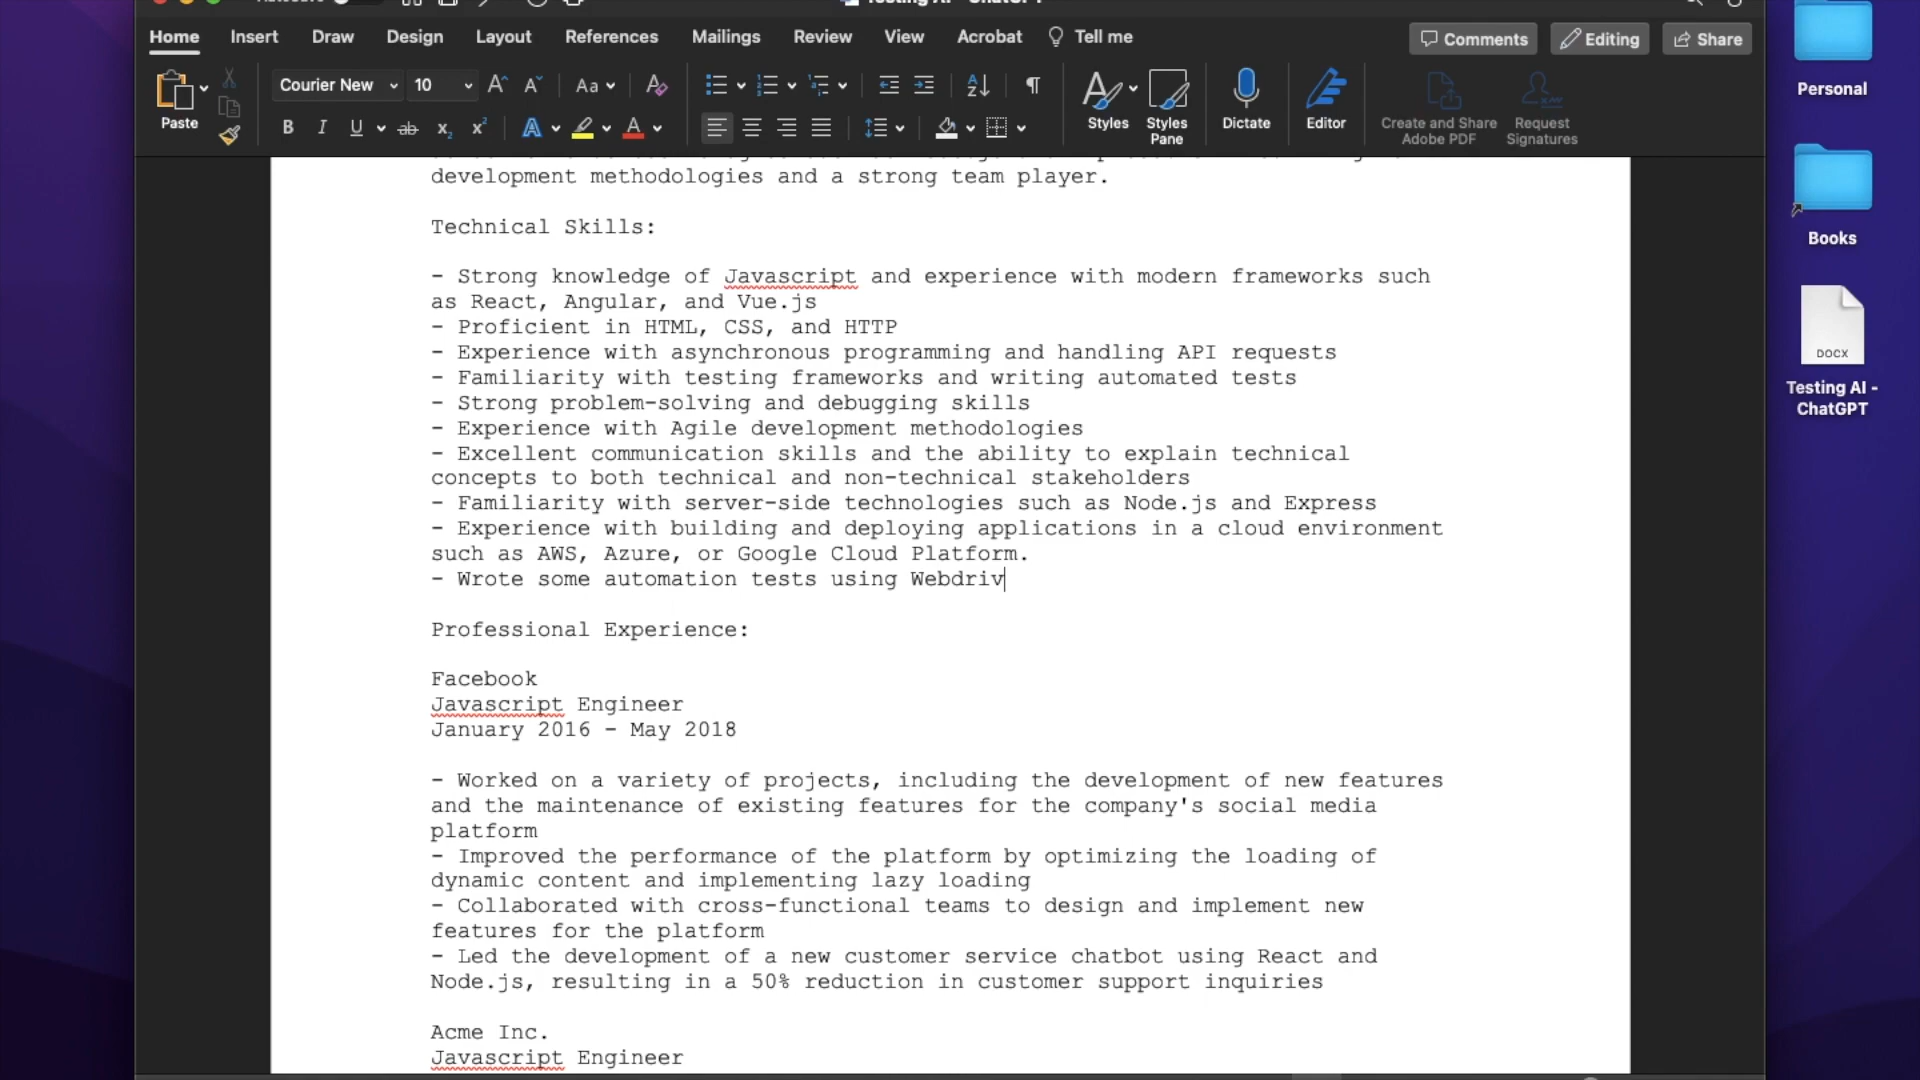 Home Insert Draw Design Layout References Mailings Review View Acrobat Tell me Comments Editing Share
Paste Courier New 10 Aa Styles Styles Pane Dictate Editor Create and Share Adobe PDF Request Signatures
Personal
Books
DOCX
Testing AI -
ChatGPT
development methodologies and a strong team player.
Technical Skills:
- Strong knowledge of Javascript and experience with modern frameworks such
as React, Angular, and Vue.js
- Proficient in HTML, CSS, and HTTP
- Experience with asynchronous programming and handling API requests
- Familiarity with testing frameworks and writing automated tests
- Strong problem-solving and debugging skills
- Experience with Agile development methodologies
- Excellent communication skills and the ability to explain technical
concepts to both technical and non-technical stakeholders
- Familiarity with server-side technologies such as Node.js and Express
- Experience with building and deploying applications in a cloud environment
such as AWS, Azure, or Google Cloud Platform.
- Wrote some automation tests using Webdriv
Professional Experience:
Facebook
Javascript Engineer
January 2016 - May 2018
- Worked on a variety of projects, including the development of new features
and the maintenance of existing features for the company's social media
platform
- Improved the performance of the platform by optimizing the loading of
dynamic content and implementing lazy loading
- Collaborated with cross-functional teams to design and implement new
features for the platform
- Led the development of a new customer service chatbot using React and
Node.js, resulting in a 50% reduction in customer support inquiries
Acme Inc.
Javascript Engineer